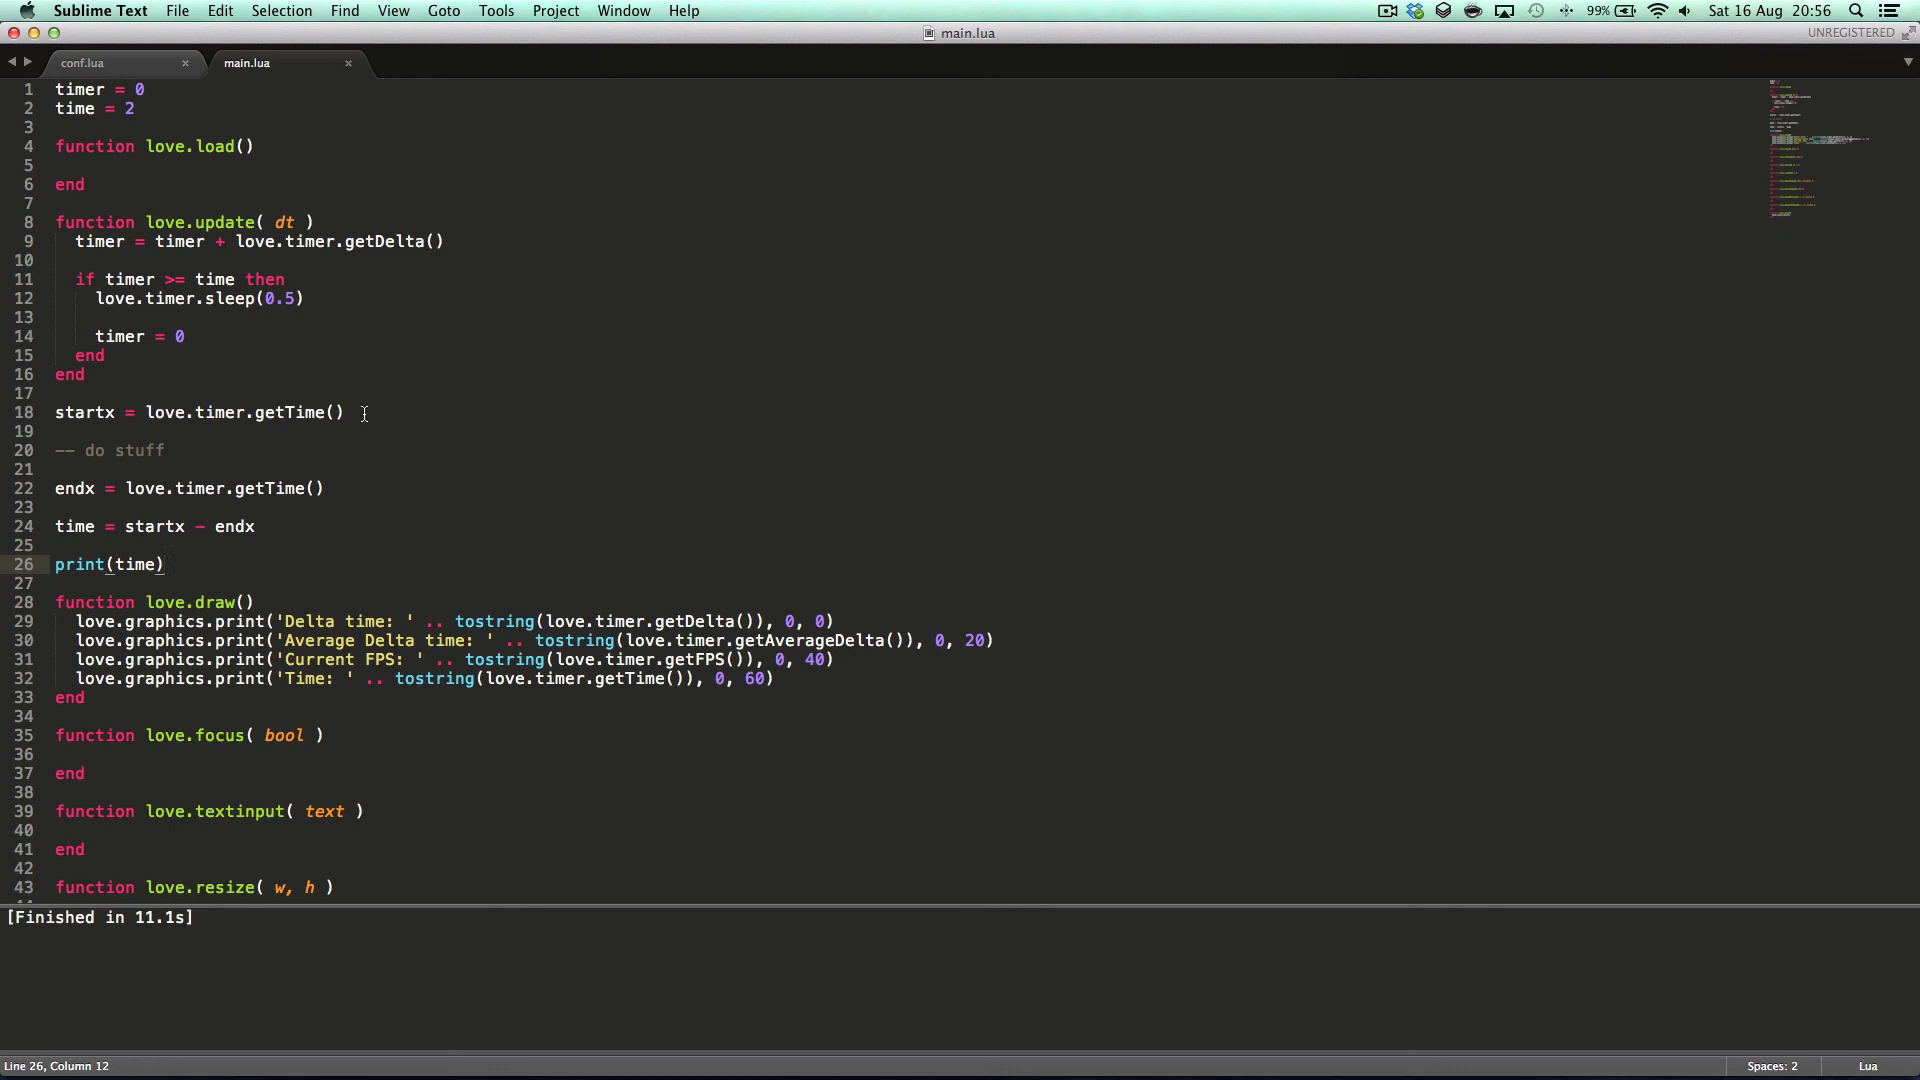 Sublime Text File Edit Selection Find View Goto Tools Project Window Help 99% Sat 16 Aug 20:56
main.lua UNREGISTERED
conf.lua × main.lua ×
1 timer = 0
2 time = 2
3
4 function love.load()
5
6 end
7
8 function love.update( dt )
9 timer = timer + love.timer.getDelta()
10
11 if timer >= time then
12 love.timer.sleep(0.5)
13
14 timer = 0
15 end
16 end
17
18 startx = love.timer.getTime()
19
20 -- do stuff
21
22 endx = love.timer.getTime()
23
24 time = startx - endx
25
26 print(time)
27
28 function love.draw()
29 love.graphics.print('Delta time: ' .. tostring(love.timer.getDelta()), 0, 0)
30 love.graphics.print('Average Delta time: ' .. tostring(love.timer.getAverageDelta()), 0, 20)
31 love.graphics.print('Current FPS: ' .. tostring(love.timer.getFPS()), 0, 40)
32 love.graphics.print('Time: ' .. tostring(love.timer.getTime()), 0, 60)
33 end
34
35 function love.focus( bool )
36
37 end
38
39 function love.textinput( text )
40
41 end
42
43 function love.resize( w, h )
[Finished in 11.1s]
Line 26, Column 12 Spaces: 2 Lua